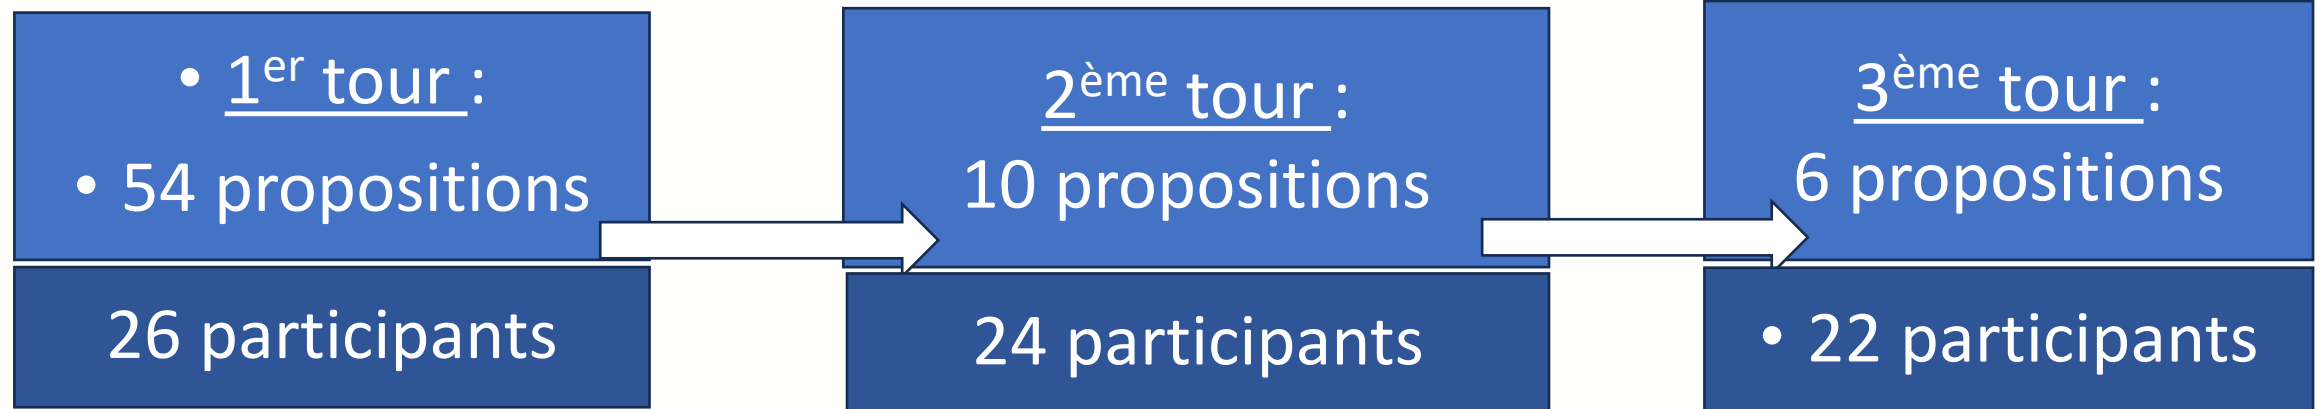 • 1er tour :
• 54 propositions
26 participants
2ème tour :
10 propositions
24 participants
3ème tour :
6 propositions
• 22 participants